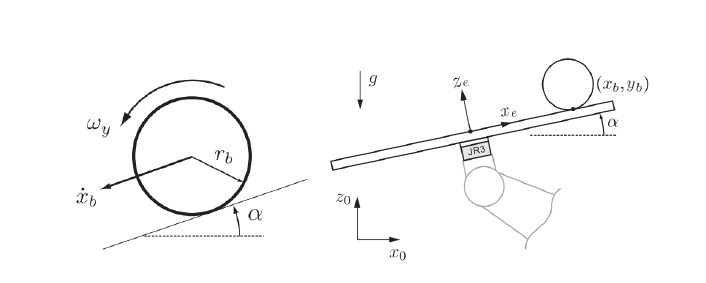 ω_y
r_b
ẋ_b
α
g
z_e
x_e
(x_b, y_b)
α
JR3
z_0
x_0